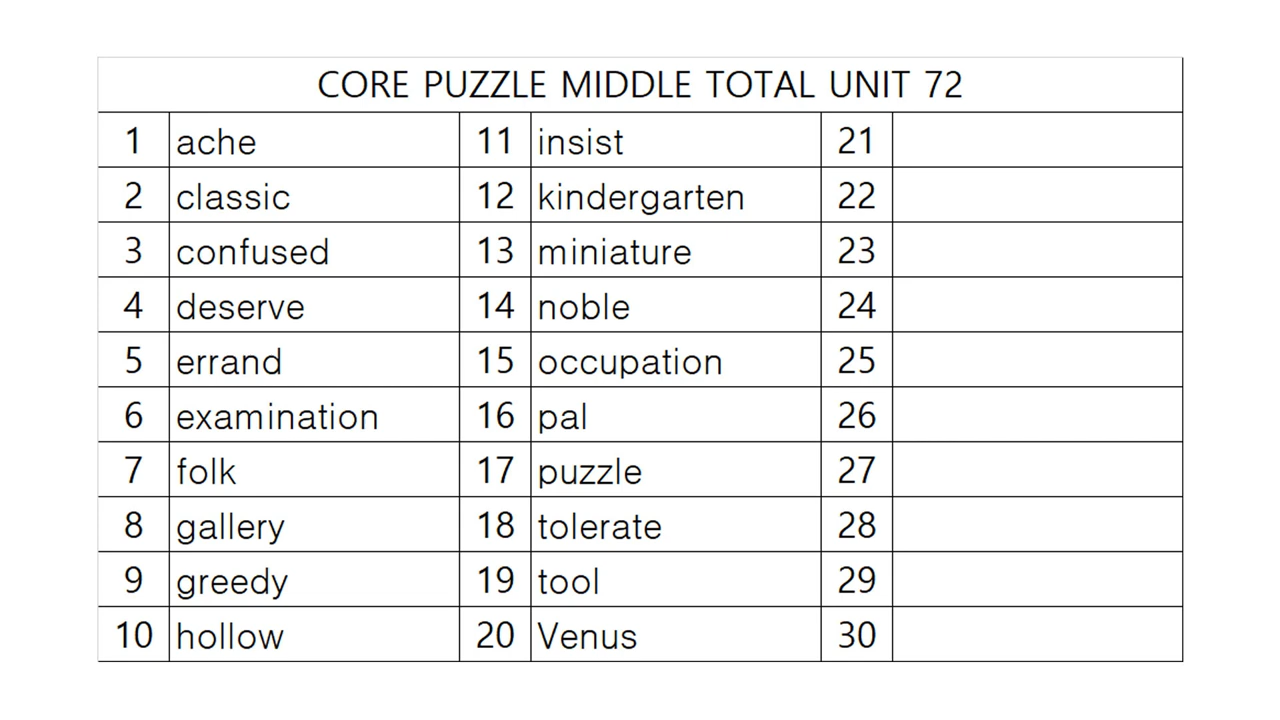 CORE PUZZLE MIDDLE TOTAL UNIT 72
1 ache 11 insist 21
2 classic 12 kindergarten 22
3 confused 13 miniature 23
4 deserve 14 noble 24
5 errand 15 occupation 25
6 examination 16 pal 26
7 folk 17 puzzle 27
8 gallery 18 tolerate 28
9 greedy 19 tool 29
10 hollow 20 Venus 30